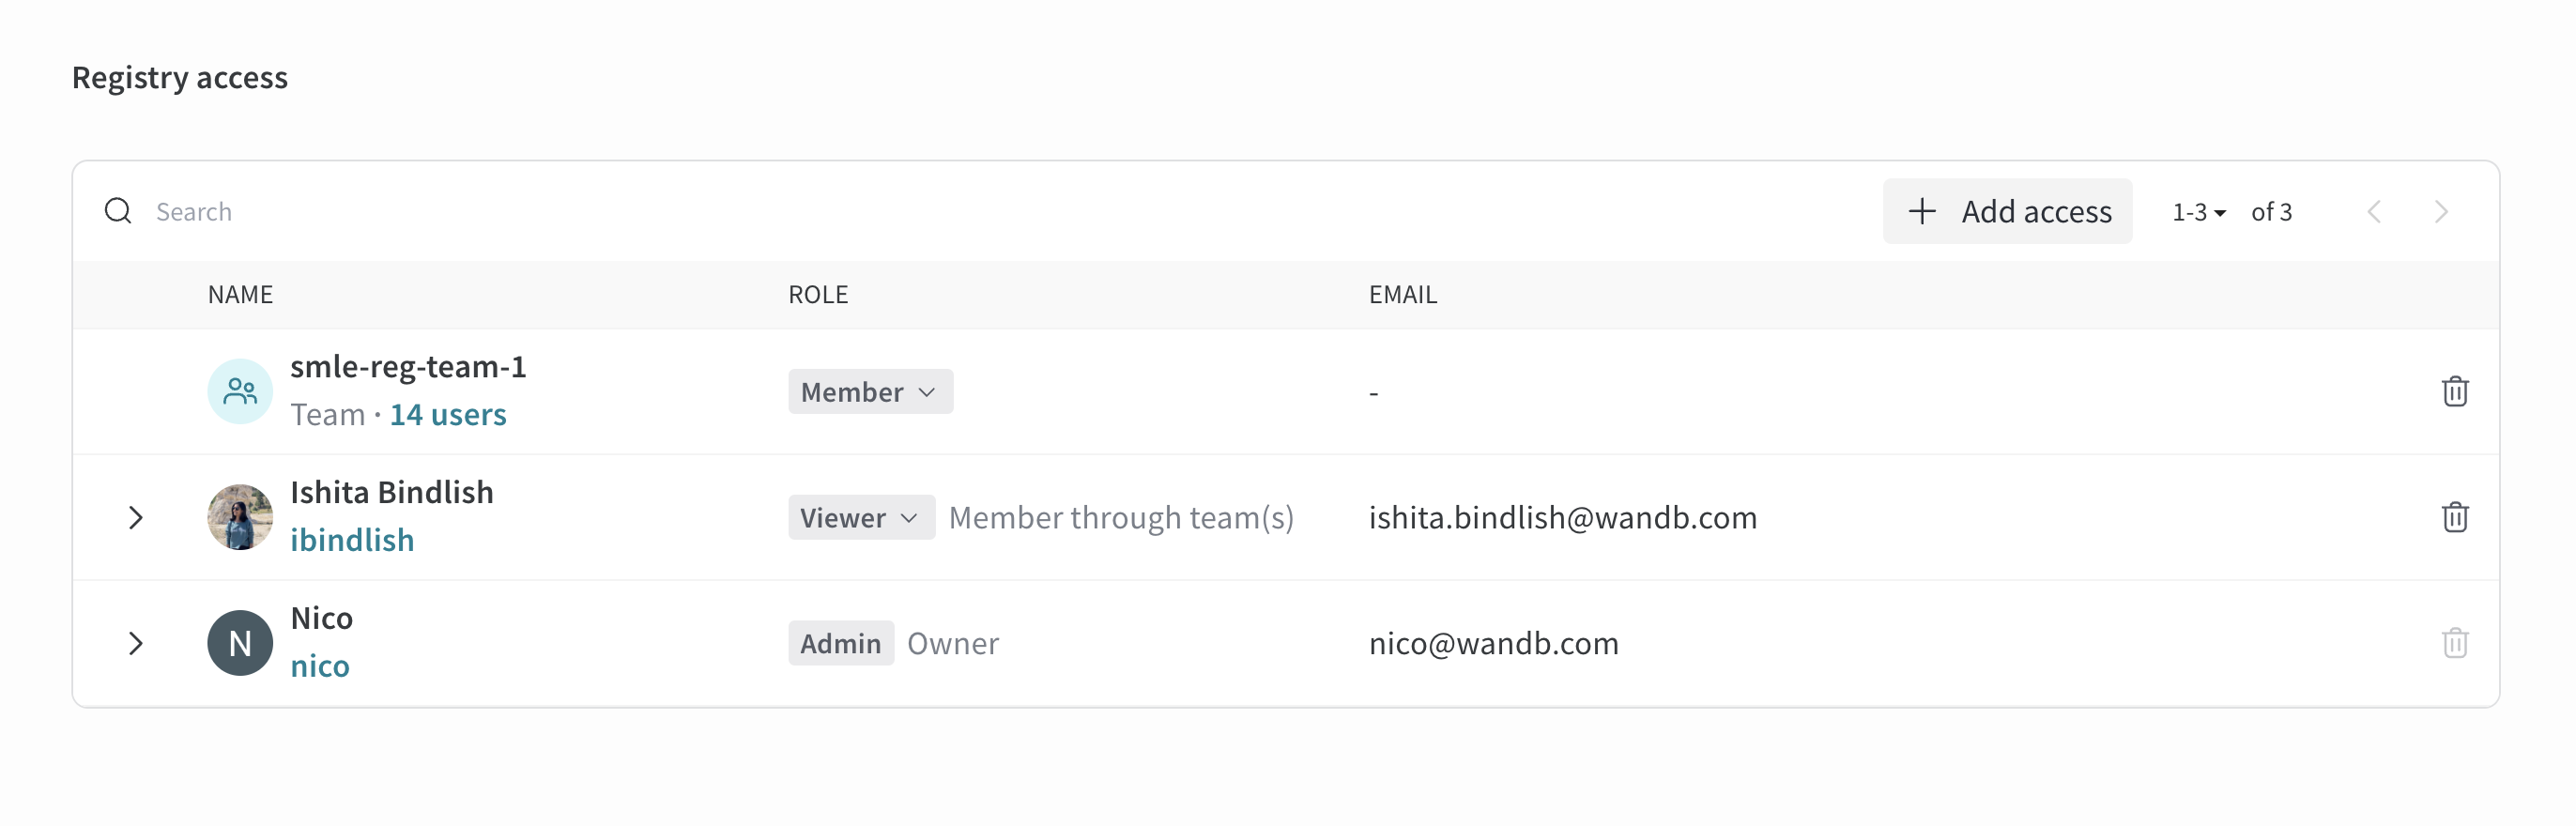 Registry access
Search
Add access
1-3 of 3
NAME ROLE EMAIL
smle-reg-team-1
Team · 14 users
Member
-
Ishita Bindlish
ibindlish
Viewer Member through team(s)
ishita.bindlish@wandb.com
N
Nico
nico
Admin Owner
nico@wandb.com